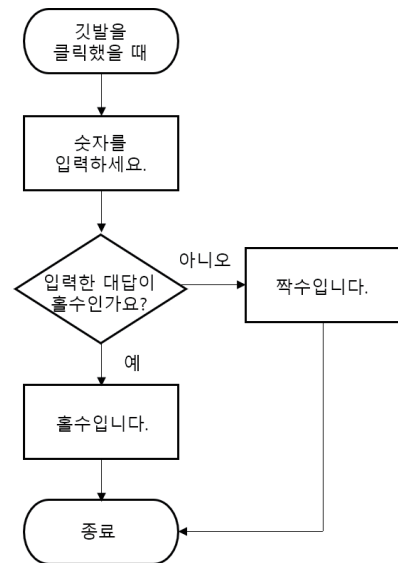 깃발을
클릭했을 때
숫자를
입력하세요.
입력한 대답이
홀수인가요?
아니오
짝수입니다.
예
홀수입니다.
종료